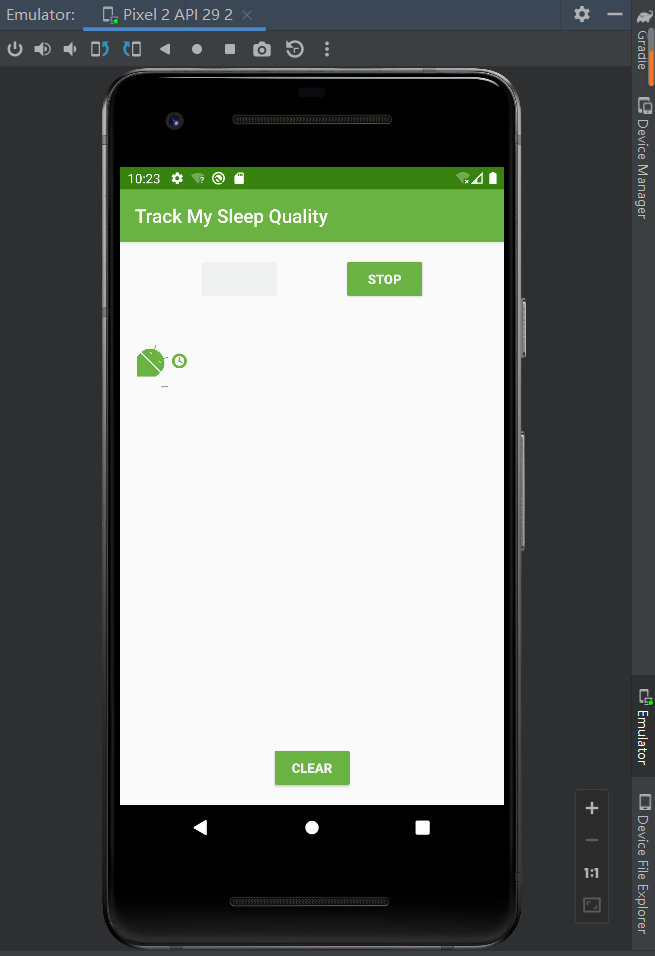 Emulator: Pixel 2 API 29 2
Gradle
Device Manager
10:23
Track My Sleep Quality
STOP
CLEAR
Emulator
1:1
Device File Explorer